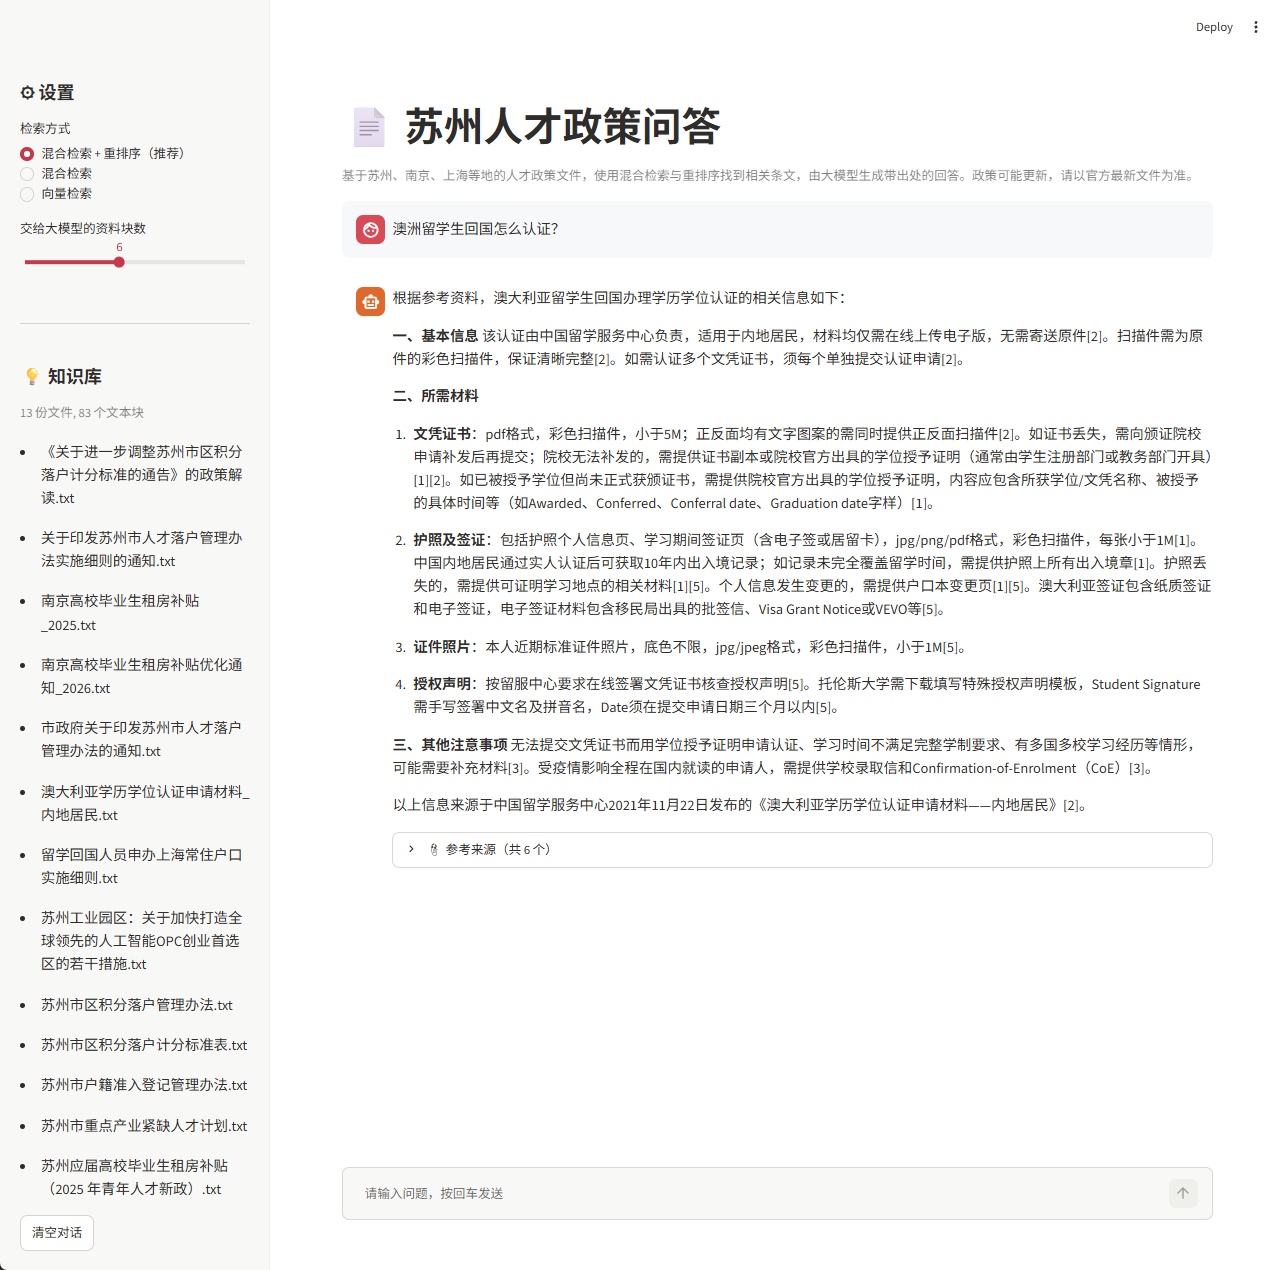 Deploy
设置
检索方式
混合检索 + 重排序（推荐）
混合检索
向量检索
交给大模型的资料块数
6
知识库
13 份文件, 83 个文本块
《关于进一步调整苏州市区积分
落户计分标准的通告》的政策解
读.txt
关于印发苏州市人才落户管理办
法实施细则的通知.txt
南京高校毕业生租房补贴
_2025.txt
南京高校毕业生租房补贴优化通
知_2026.txt
市政府关于印发苏州市人才落户
管理办法的通知.txt
澳大利亚学历学位认证申请材料_
内地居民.txt
留学回国人员申办上海常住户口
实施细则.txt
苏州工业园区：关于加快打造全
球领先的人工智能OPC创业首选
区的若干措施.txt
苏州市区积分落户管理办法.txt
苏州市区积分落户计分标准表.txt
苏州市户籍准入登记管理办法.txt
苏州市重点产业紧缺人才计划.txt
苏州应届高校毕业生租房补贴
（2025 年青年人才新政）.txt
清空对话
苏州人才政策问答
基于苏州、南京、上海等地的人才政策文件，使用混合检索与重排序找到相关条文，由大模型生成带出处的回答。政策可能更新，请以官方最新文件为准。
澳洲留学生回国怎么认证？
根据参考资料，澳大利亚留学生回国办理学历学位认证的相关信息如下：
一、基本信息 该认证由中国留学服务中心负责，适用于内地居民，材料均仅需在线上传电子版，无需寄送原件[2]。扫描件需为原
件的彩色扫描件，保证清晰完整[2]。如需认证多个文凭证书，须每个单独提交认证申请[2]。
二、所需材料
1. 文凭证书：pdf格式，彩色扫描件，小于5M；正反面均有文字图案的需同时提供正反面扫描件[2]。如证书丢失，需向颁证院校
申请补发后再提交；院校无法补发的，需提供证书副本或院校官方出具的学位授予证明（通常由学生注册部门或教务部门开具）
[1][2]。如已被授予学位但尚未正式获颁证书，需提供院校官方出具的学位授予证明，内容应包含所获学位/文凭名称、被授予
的具体时间等（如Awarded、Conferred、Conferral date、Graduation date字样）[1]。
2. 护照及签证：包括护照个人信息页、学习期间签证页（含电子签或居留卡），jpg/png/pdf格式，彩色扫描件，每张小于1M[1]。
中国内地居民通过实人认证后可获取10年内出入境记录；如记录未完全覆盖留学时间，需提供护照上所有出入境章[1]。护照丢
失的，需提供可证明学习地点的相关材料[1][5]。个人信息发生变更的，需提供户口本变更页[1][5]。澳大利亚签证包含纸质签证
和电子签证，电子签证材料包含移民局出具的批签信、Visa Grant Notice或VEVO等[5]。
3. 证件照片：本人近期标准证件照片，底色不限，jpg/jpeg格式，彩色扫描件，小于1M[5]。
4. 授权声明：按留服中心要求在线签署文凭证书核查授权声明[5]。托伦斯大学需下载填写特殊授权声明模板，Student Signature
需手写签署中文名及拼音名，Date须在提交申请日期三个月以内[5]。
三、其他注意事项 无法提交文凭证书而用学位授予证明申请认证、学习时间不满足完整学制要求、有多国多校学习经历等情形，
可能需要补充材料[3]。受疫情影响全程在国内就读的申请人，需提供学校录取信和Confirmation-of-Enrolment（CoE）[3]。
以上信息来源于中国留学服务中心2021年11月22日发布的《澳大利亚学历学位认证申请材料——内地居民》[2]。
参考来源（共 6 个）
请输入问题，按回车发送